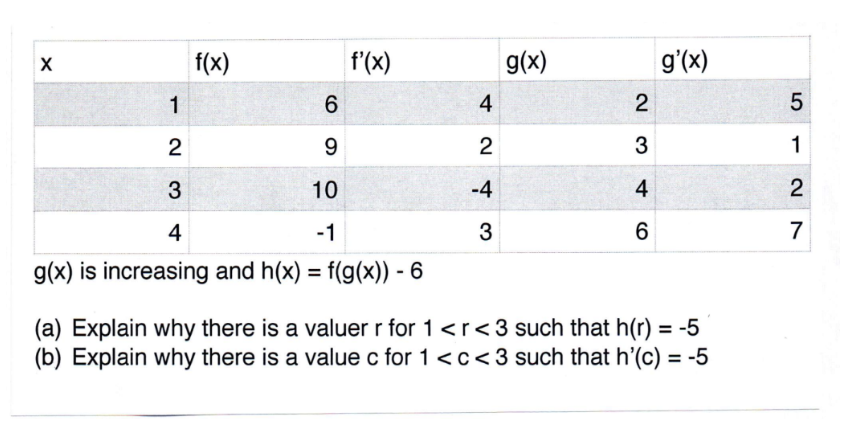 x f(x) f'(x) g(x) g'(x)
1 6 4 2 5
2 9 2 3 1
3 10 -4 4 2
4 -1 3 6 7
g(x) is increasing and h(x) = f(g(x)) - 6
(a) Explain why there is a valuer r for 1 < r < 3 such that h(r) = -5
(b) Explain why there is a value c for 1 < c < 3 such that h'(c) = -5